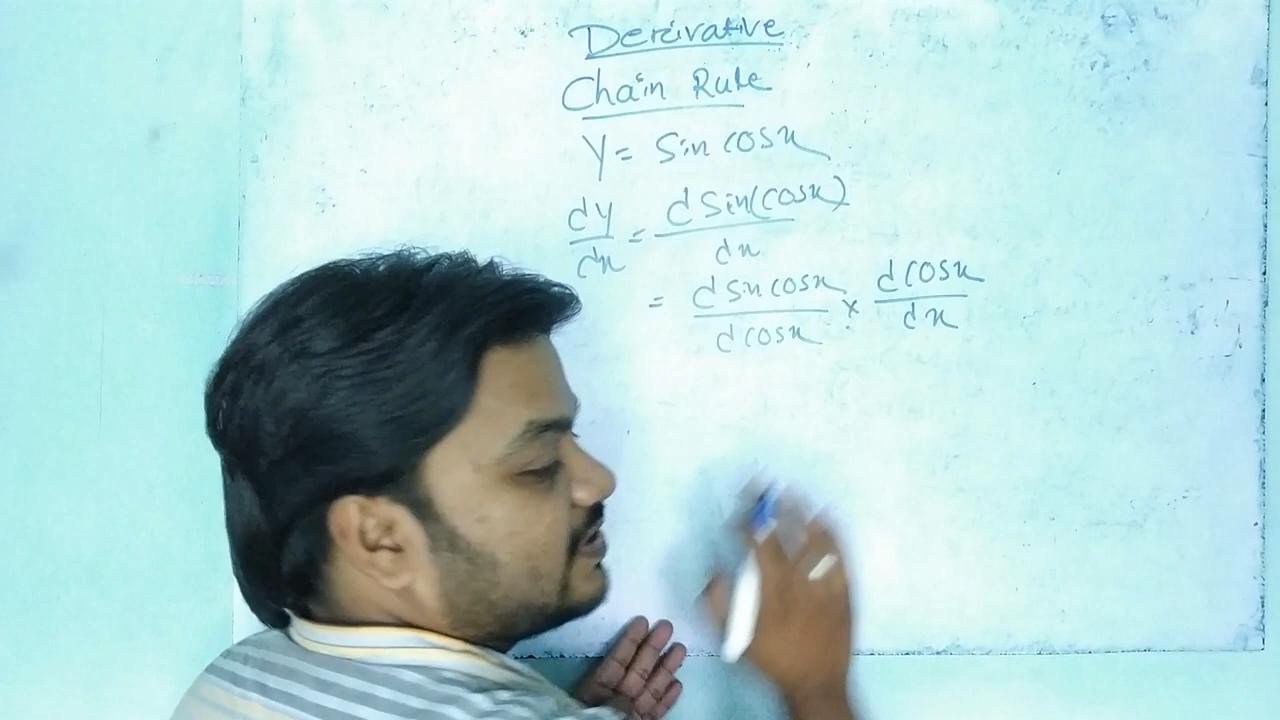 Derivative
Chain Rule
Y = Sin cosx
dy/dx = d Sin(cosx)/dx
= d sin cosx/d cosx × d cosx/dx